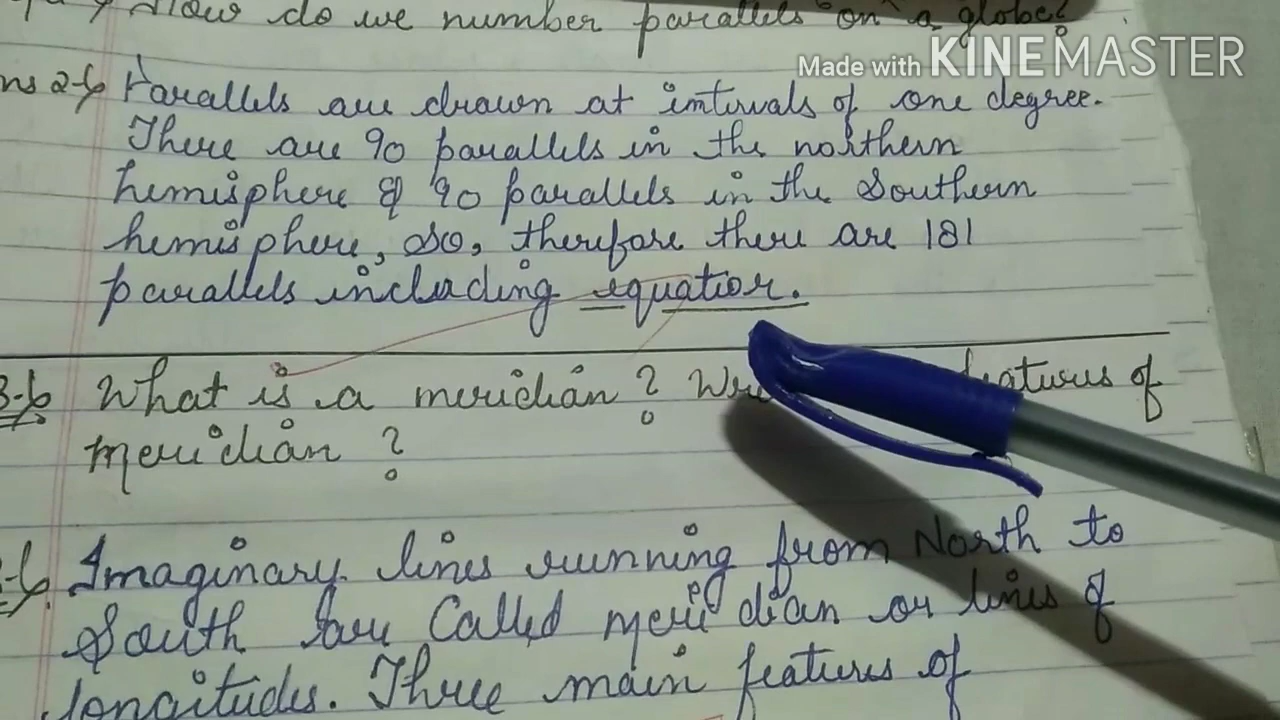 How do we number parallels on a globe?
Made with KINEMASTER
ns 2-) Parallels are drawn at intervals of one degree.
There are 90 parallels in the northern
hemisphere & 90 parallels in the Southern
hemisphere, so, therefore there are 181
parallels including equatior.
3-) What is a meridian? features of
meridian?
Imaginary lines running from North to
South are Called meridian or lines of
longitudes. Three main features of